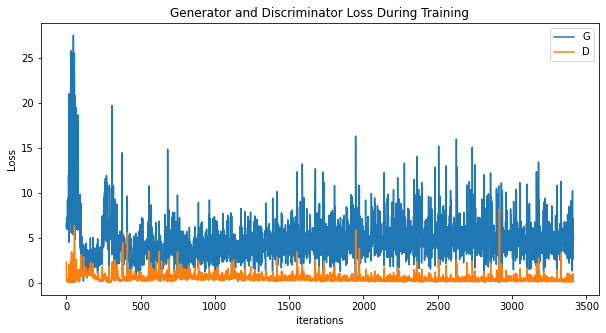 Generator and Discriminator Loss During Training
G
D
Loss
25
20
15
10
5
0
0 500 1000 1500 2000 2500 3000 3500
iterations